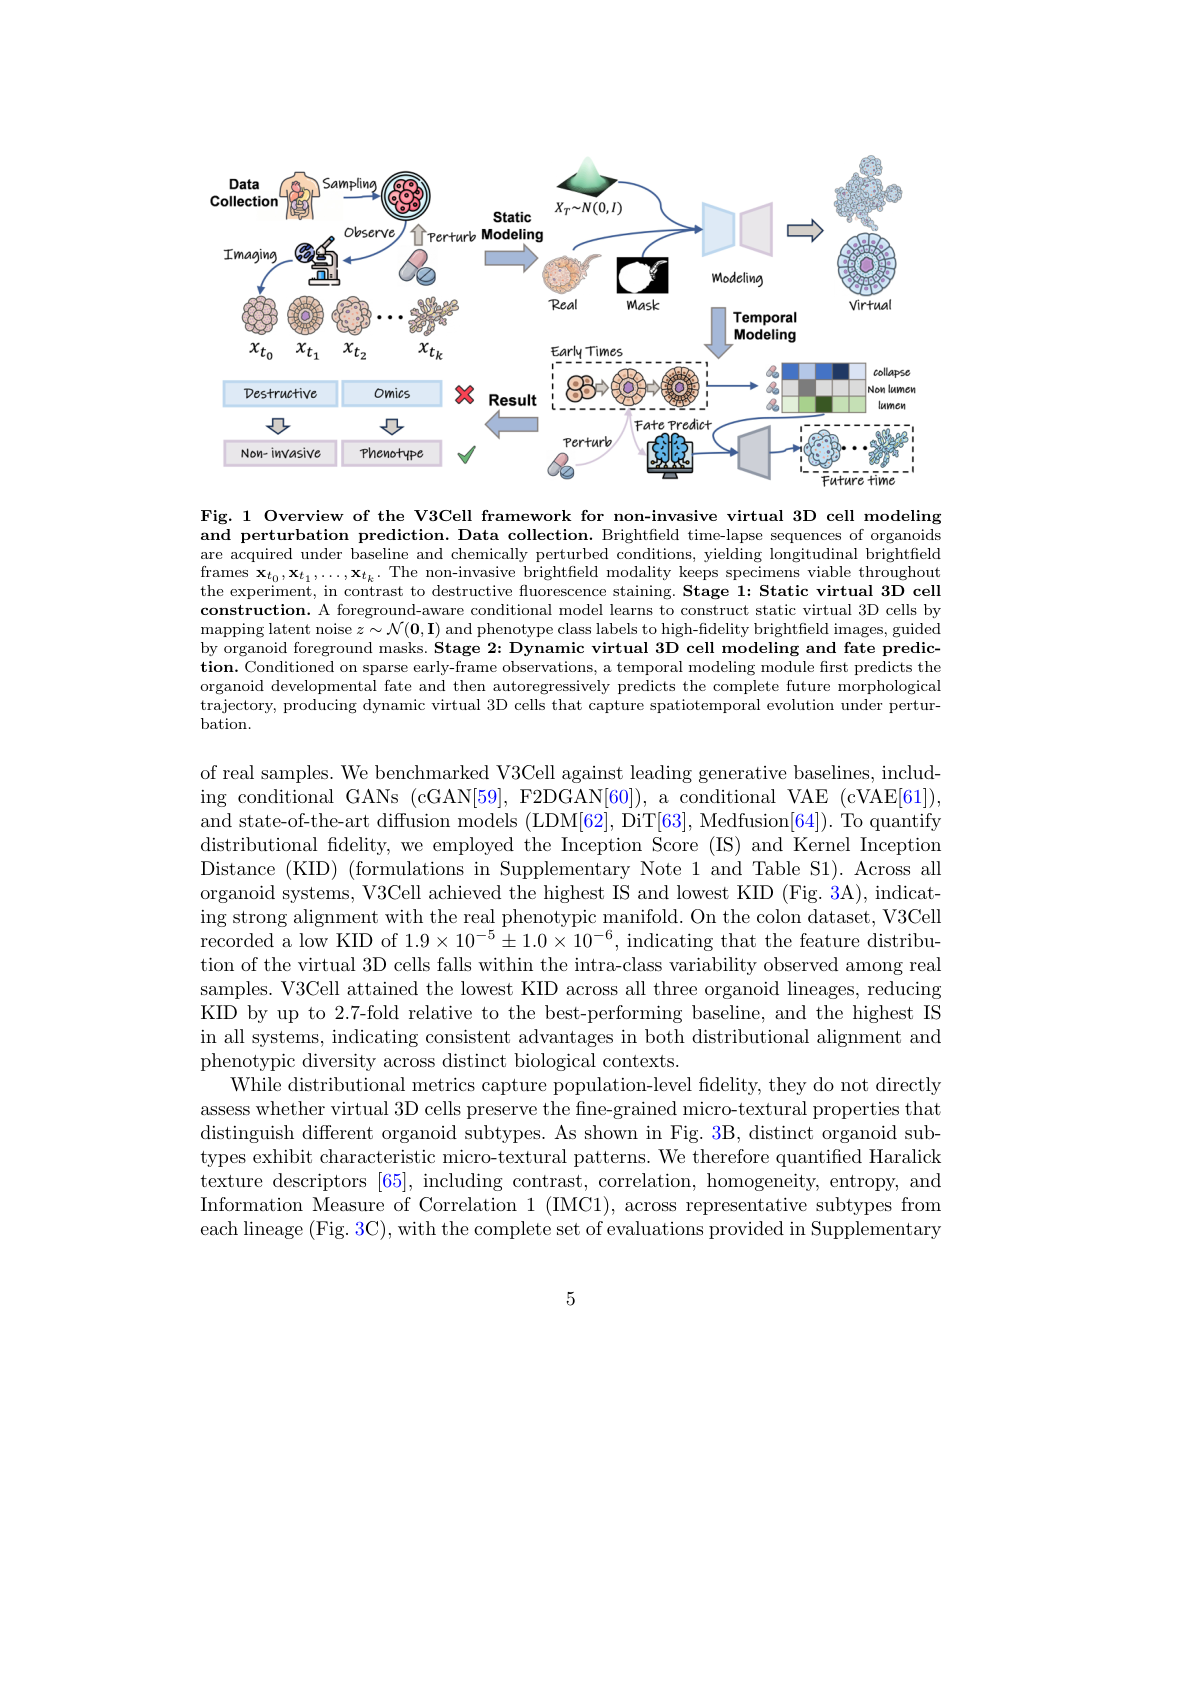 Data
Collection
Sampling
Observe
Perturb
Imaging
x_{t_0} x_{t_1} x_{t_2} ... x_{t_k}
Static
Modeling
X_T~N(0,I)
Real
Mask
Modeling
Virtual
Temporal
Modeling
Early Times
collapse
Non lumen
lumen
Perturb
Fate Predict
Future time
Result
Destructive
Omics
Non- invasive
Phenotype
Fig. 1 Overview of the V3Cell framework for non-invasive virtual 3D cell modeling
and perturbation prediction. Data collection. Brightfield time-lapse sequences of organoids
are acquired under baseline and chemically perturbed conditions, yielding longitudinal brightfield
frames x_{t_0}, x_{t_1}, . . . , x_{t_k}. The non-invasive brightfield modality keeps specimens viable throughout
the experiment, in contrast to destructive fluorescence staining. Stage 1: Static virtual 3D cell
construction. A foreground-aware conditional model learns to construct static virtual 3D cells by
mapping latent noise z ∼ N(0, I) and phenotype class labels to high-fidelity brightfield images, guided
by organoid foreground masks. Stage 2: Dynamic virtual 3D cell modeling and fate predic-
tion. Conditioned on sparse early-frame observations, a temporal modeling module first predicts the
organoid developmental fate and then autoregressively predicts the complete future morphological
trajectory, producing dynamic virtual 3D cells that capture spatiotemporal evolution under pertur-
bation.
of real samples. We benchmarked V3Cell against leading generative baselines, includ-
ing conditional GANs (cGAN[59], F2DGAN[60]), a conditional VAE (cVAE[61]),
and state-of-the-art diffusion models (LDM[62], DiT[63], Medfusion[64]). To quantify
distributional fidelity, we employed the Inception Score (IS) and Kernel Inception
Distance (KID) (formulations in Supplementary Note 1 and Table S1). Across all
organoid systems, V3Cell achieved the highest IS and lowest KID (Fig. 3A), indicat-
ing strong alignment with the real phenotypic manifold. On the colon dataset, V3Cell
recorded a low KID of 1.9 × 10⁻⁵ ± 1.0 × 10⁻⁶, indicating that the feature distribu-
tion of the virtual 3D cells falls within the intra-class variability observed among real
samples. V3Cell attained the lowest KID across all three organoid lineages, reducing
KID by up to 2.7-fold relative to the best-performing baseline, and the highest IS
in all systems, indicating consistent advantages in both distributional alignment and
phenotypic diversity across distinct biological contexts.
While distributional metrics capture population-level fidelity, they do not directly
assess whether virtual 3D cells preserve the fine-grained micro-textural properties that
distinguish different organoid subtypes. As shown in Fig. 3B, distinct organoid sub-
types exhibit characteristic micro-textural patterns. We therefore quantified Haralick
texture descriptors [65], including contrast, correlation, homogeneity, entropy, and
Information Measure of Correlation 1 (IMC1), across representative subtypes from
each lineage (Fig. 3C), with the complete set of evaluations provided in Supplementary
5